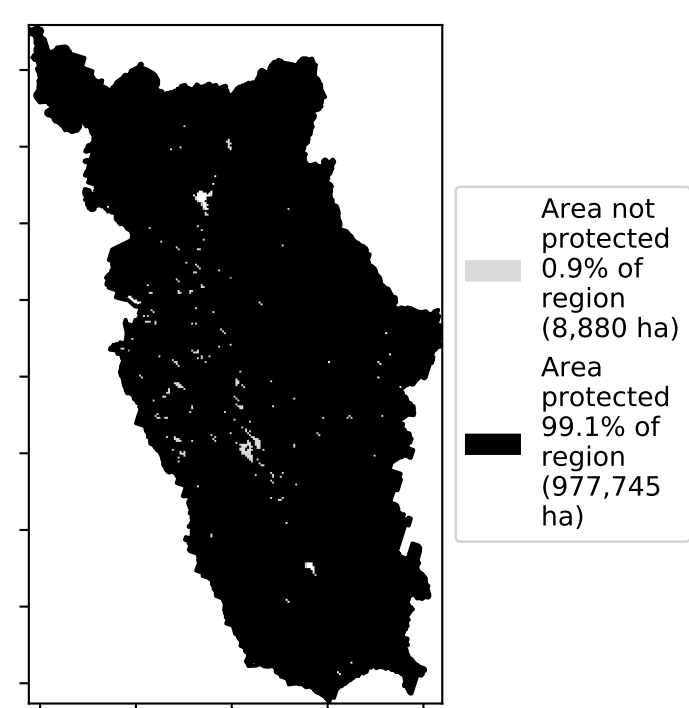 Area not
protected
0.9% of
region
(8,880 ha)
Area
protected
99.1% of
region
(977,745
ha)